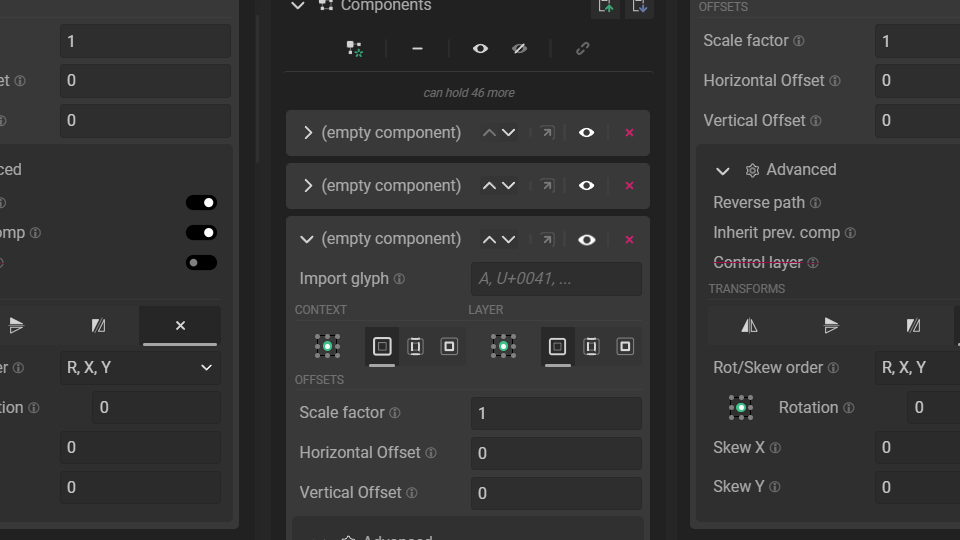 1
et 0
0
ced
omp
er R, X, Y
tion 0
0
0
Components
can hold 46 more
(empty component)
(empty component)
(empty component)
Import glyph A, U+0041, ...
CONTEXT LAYER
OFFSETS
Scale factor 1
Horizontal Offset 0
Vertical Offset 0
Advanced
OFFSETS
Scale factor 1
Horizontal Offset 0
Vertical Offset 0
Advanced
Reverse path
Inherit prev. comp
Control layer
TRANSFORMS
Rot/Skew order R, X, Y
Rotation 0
Skew X 0
Skew Y 0